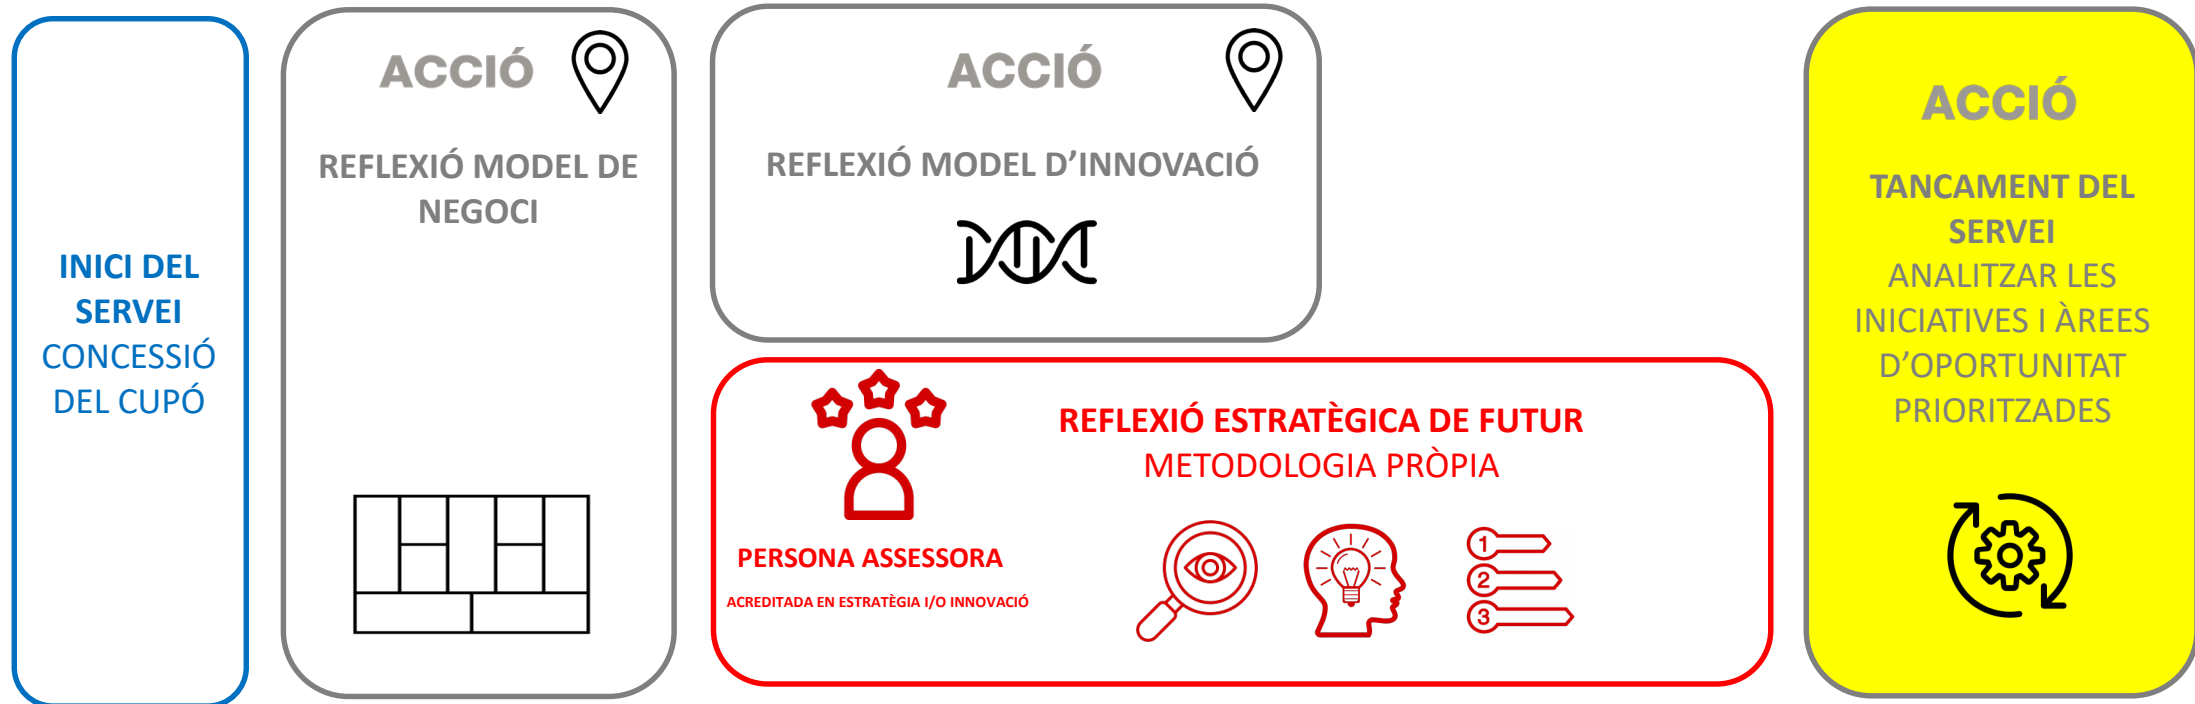 INICI DEL
SERVEI
CONCESSIÓ
DEL CUPÓ
ACCIÓ
REFLEXIÓ MODEL DE
NEGOCI
ACCIÓ
REFLEXIÓ MODEL D’INNOVACIÓ
PERSONA ASSESSORA
ACREDITADA EN ESTRATÈGIA I/O INNOVACIÓ
REFLEXIÓ ESTRATÈGICA DE FUTUR
METODOLOGIA PRÒPIA
1
2
3
ACCIÓ
TANCAMENT DEL
SERVEI
ANALITZAR LES
INICIATIVES I ÀREES
D’OPORTUNITAT
PRIORITZADES